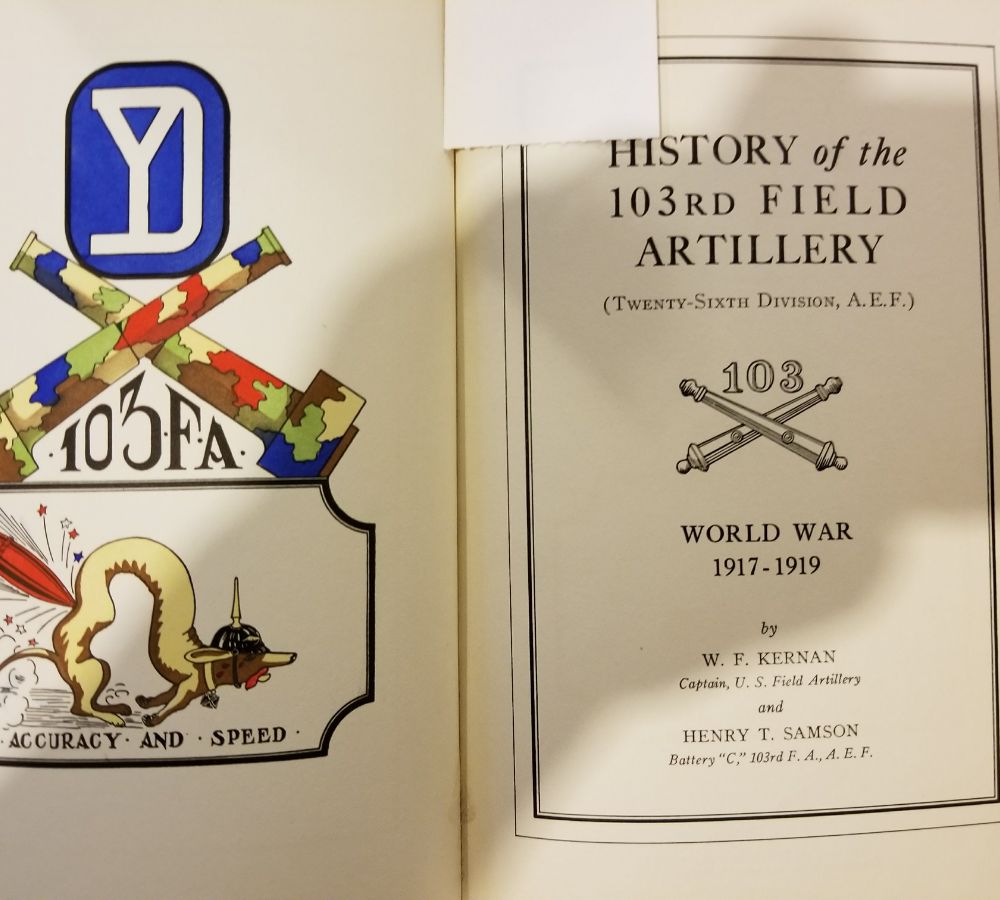 YD
·103·F·A·
· ACCURACY · AND · SPEED ·
HISTORY of the
103RD FIELD
ARTILLERY
(TWENTY-SIXTH DIVISION, A.E.F.)
103
WORLD WAR
1917-1919
by
W. F. KERNAN
Captain, U. S. Field Artillery
and
HENRY T. SAMSON
Battery "C," 103rd F. A., A. E. F.